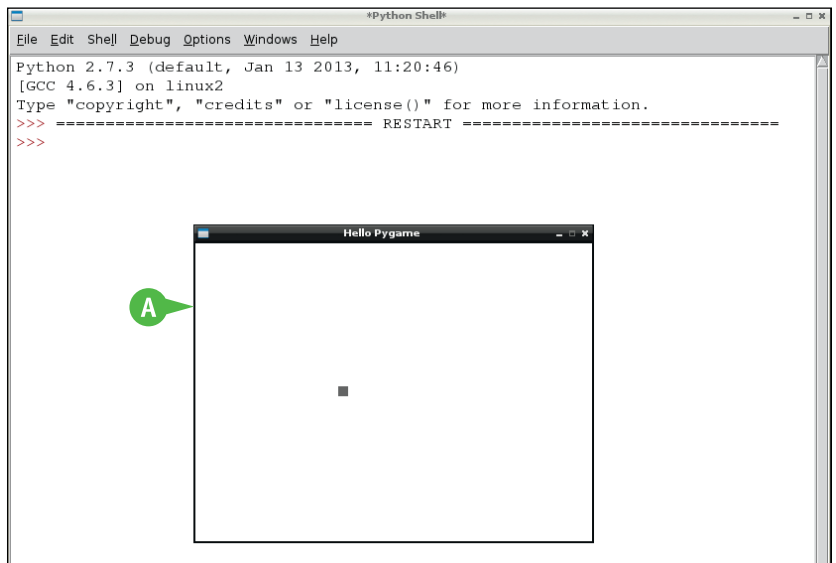 *Python Shell*
File Edit Shell Debug Options Windows Help
Python 2.7.3 (default, Jan 13 2013, 11:20:46)
[GCC 4.6.3] on linux2
Type "copyright", "credits" or "license()" for more information.
>>> ================================ RESTART ================================
>>>
Hello Pygame
A